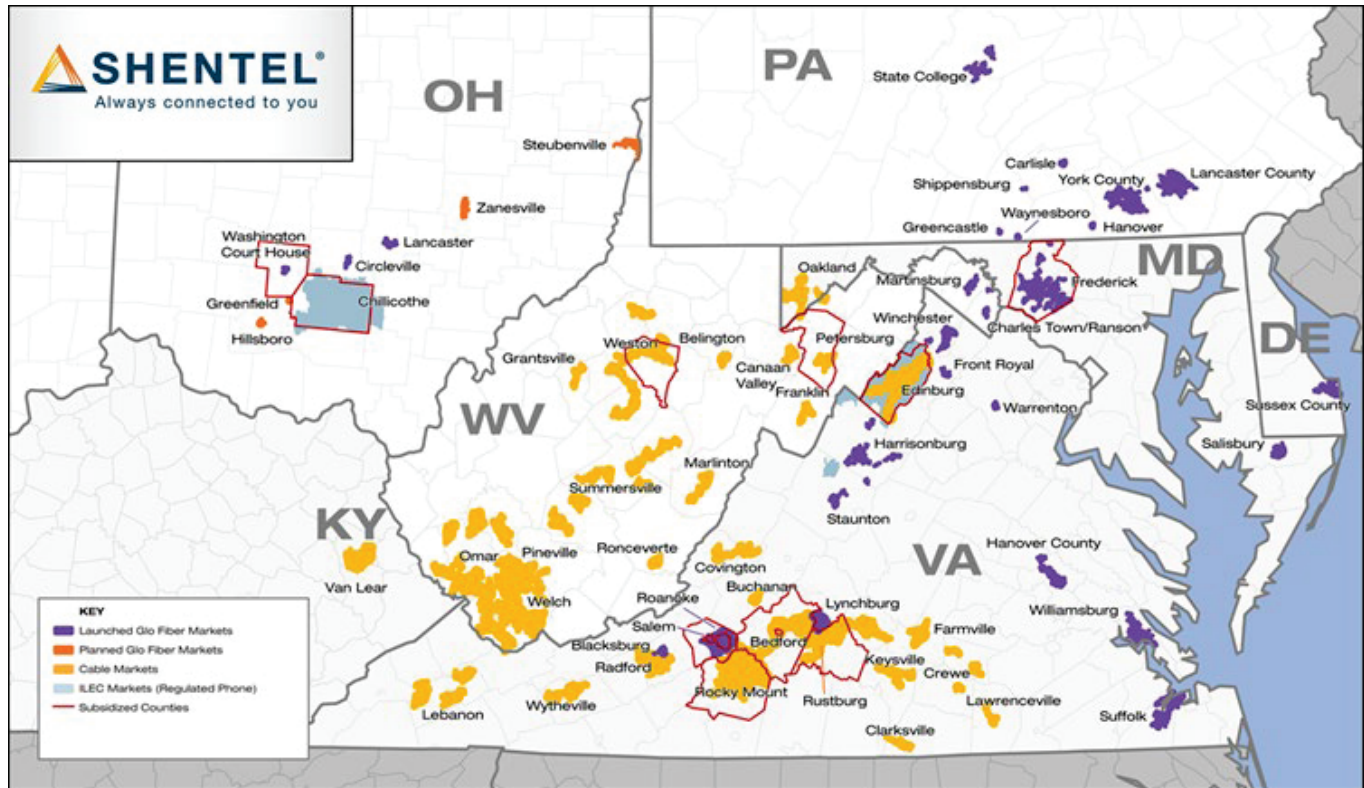 SHENTEL®
Always connected to you
OH
PA
State College
Steubenville
Carlisle
York County
Lancaster County
Shippensburg
Zanesville
Waynesboro
Greencastle
Hanover
Washington
Court House
Lancaster
Circleville
MD
Oakland
Martinsburg
Frederick
Greenfield
Chillicothe
Winchester
Charles Town/Ranson
Hillsboro
Weston
Belington
Petersburg
DE
Grantsville
Canaan
Valley
Front Royal
Franklin
Edinburg
WV
Warrenton
Sussex County
Harrisonburg
Salisbury
Marlinton
Summersville
Staunton
KY
Omar
Pineville
Ronceverte
VA
Hanover County
Van Lear
Covington
Buchanan
Welch
Roanoke
Lynchburg
Williamsburg
Salem
Bedford
Farmville
Blacksburg
Radford
Keysville
Crewe
Rocky Mount
Rustburg
Lawrenceville
Lebanon
Wytheville
Suffolk
Clarksville
KEY
Launched Glo Fiber Markets
Planned Glo Fiber Markets
Cable Markets
ILEC Markets (Regulated Phone)
Subsidized Counties